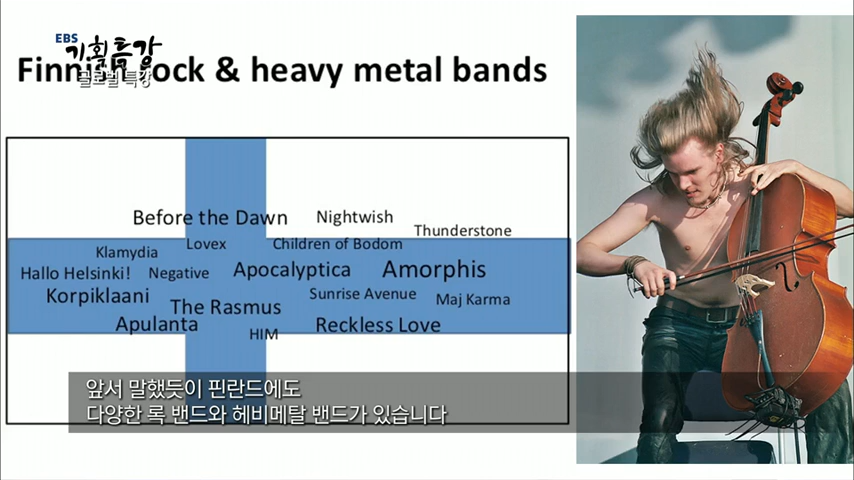 EBS
기획특강
글로벌 특강
Finnish rock & heavy metal bands
Before the Dawn
Nightwish
Thunderstone
Klamydia
Lovex
Children of Bodom
Hallo Helsinki!
Negative
Apocalyptica
Amorphis
Korpiklaani
The Rasmus
Sunrise Avenue
Maj Karma
Apulanta
HIM
Reckless Love
앞서 말했듯이 핀란드에도
다양한 록 밴드와 헤비메탈 밴드가 있습니다